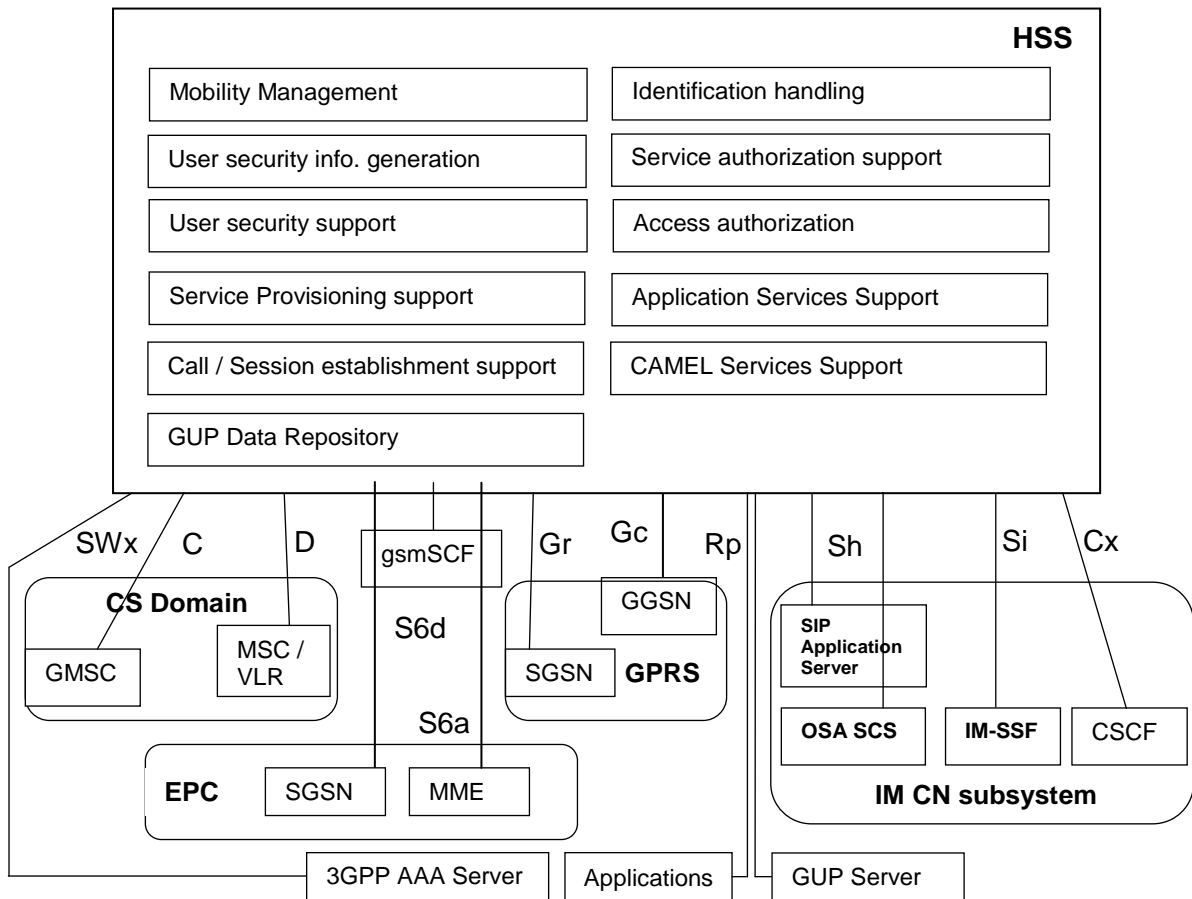 HSS
Mobility Management
Identification handling
User security info. generation
Service authorization support
User security support
Access authorization
Service Provisioning support
Application Services Support
Call / Session establishment support
CAMEL Services Support
GUP Data Repository
SWx
C
D
gsmSCF
Gr
Gc
Rp
Sh
Si
Cx
CS Domain
GMSC
MSC /
VLR
S6d
S6a
GGSN
SGSN
GPRS
SIP
Application
Server
OSA SCS
IM-SSF
CSCF
IM CN subsystem
EPC
SGSN
MME
3GPP AAA Server
Applications
GUP Server